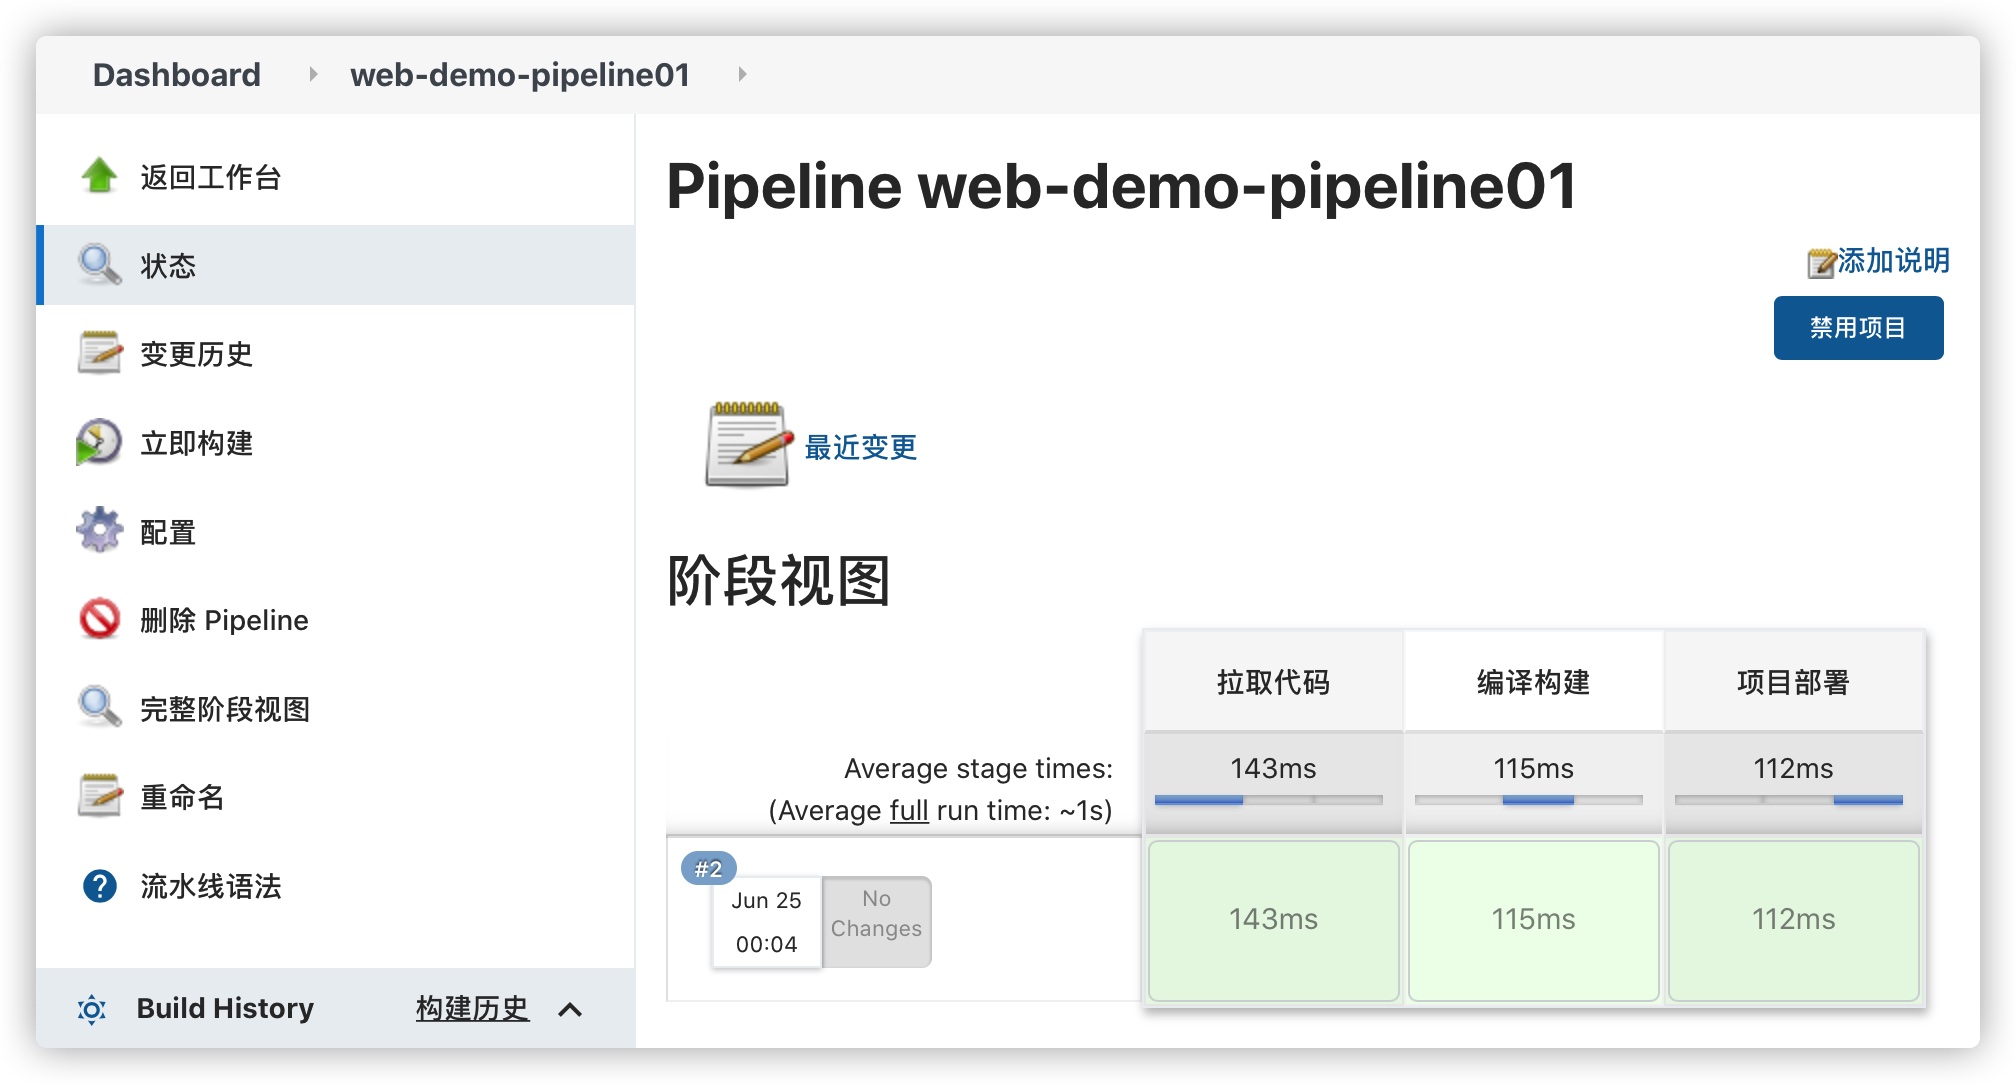 Dashboard
web-demo-pipeline01
返回工作台
状态
变更历史
立即构建
配置
删除 Pipeline
完整阶段视图
重命名
流水线语法
Build History
构建历史
Pipeline web-demo-pipeline01
添加说明
禁用项目
最近变更
阶段视图
拉取代码
编译构建
项目部署
Average stage times:
(Average full run time: ~1s)
143ms
115ms
112ms
#2
Jun 25
00:04
No
Changes
143ms
115ms
112ms